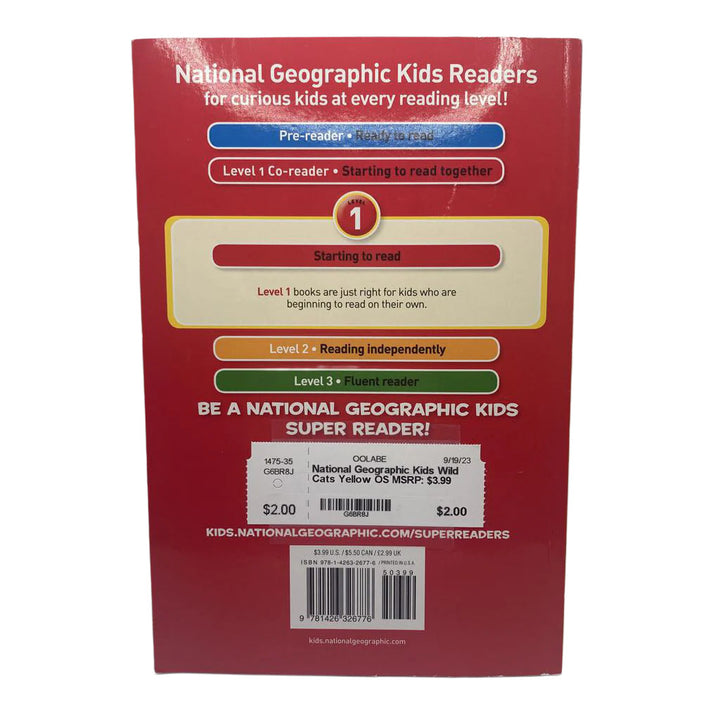 National Geographic Kids Readers
for curious kids at every reading level!
Pre-reader • Ready to read
Level 1 Co-reader • Starting to read together
LEVEL
1
Starting to read
Level 1 books are just right for kids who are
beginning to read on their own.
Level 2 • Reading independently
Level 3 • Fluent reader
BE A NATIONAL GEOGRAPHIC KIDS
SUPER READER!
1475-35
G6BR8J
$2.00
OOLABE 9/19/23
National Geographic Kids Wild
Cats Yellow OS MSRP: $3.99
G6BR8J
$2.00
KIDS.NATIONALGEOGRAPHIC.COM/SUPERREADERS
$3.99 U.S. / $5.50 CAN / £2.99 UK
ISBN 978-1-4263-2677-6 / PRINTED IN U.S.A.
50399
9 781426 326776
kids.nationalgeographic.com